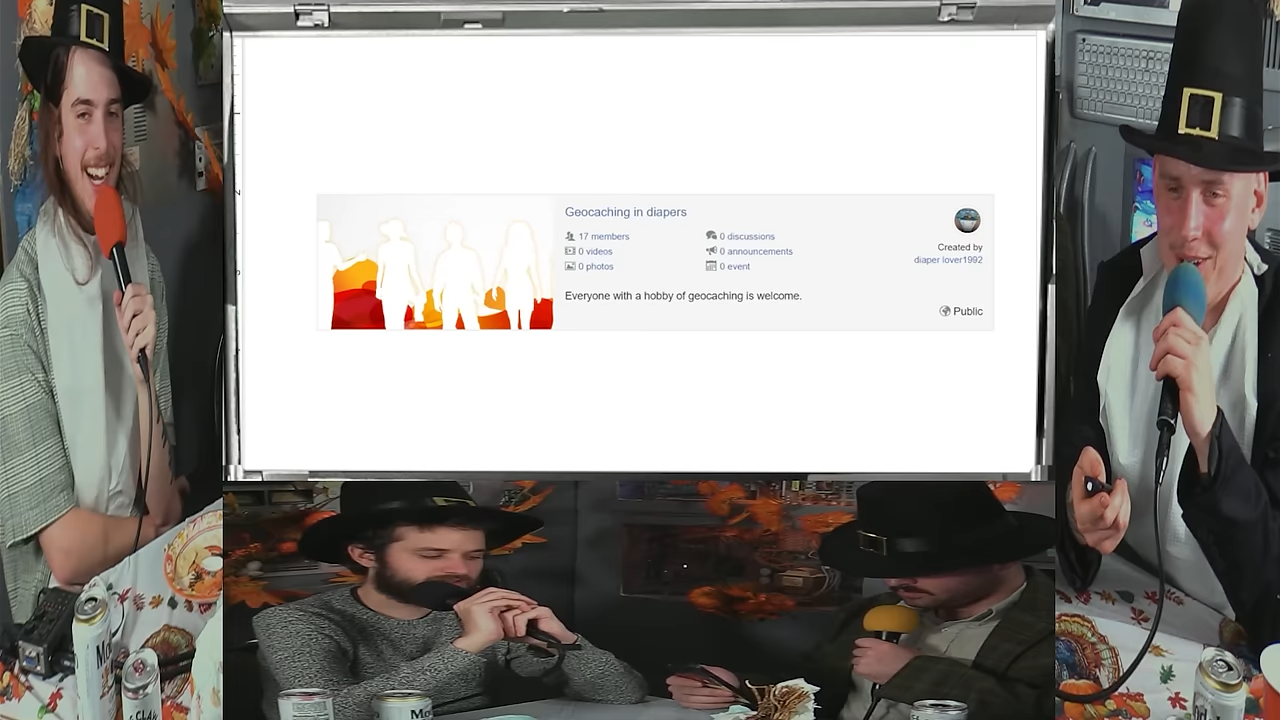 Geocaching in diapers
17 members
0 discussions
0 videos
0 announcements
0 photos
0 event
Everyone with a hobby of geocaching is welcome.
Created by
diaper lover1992
Public